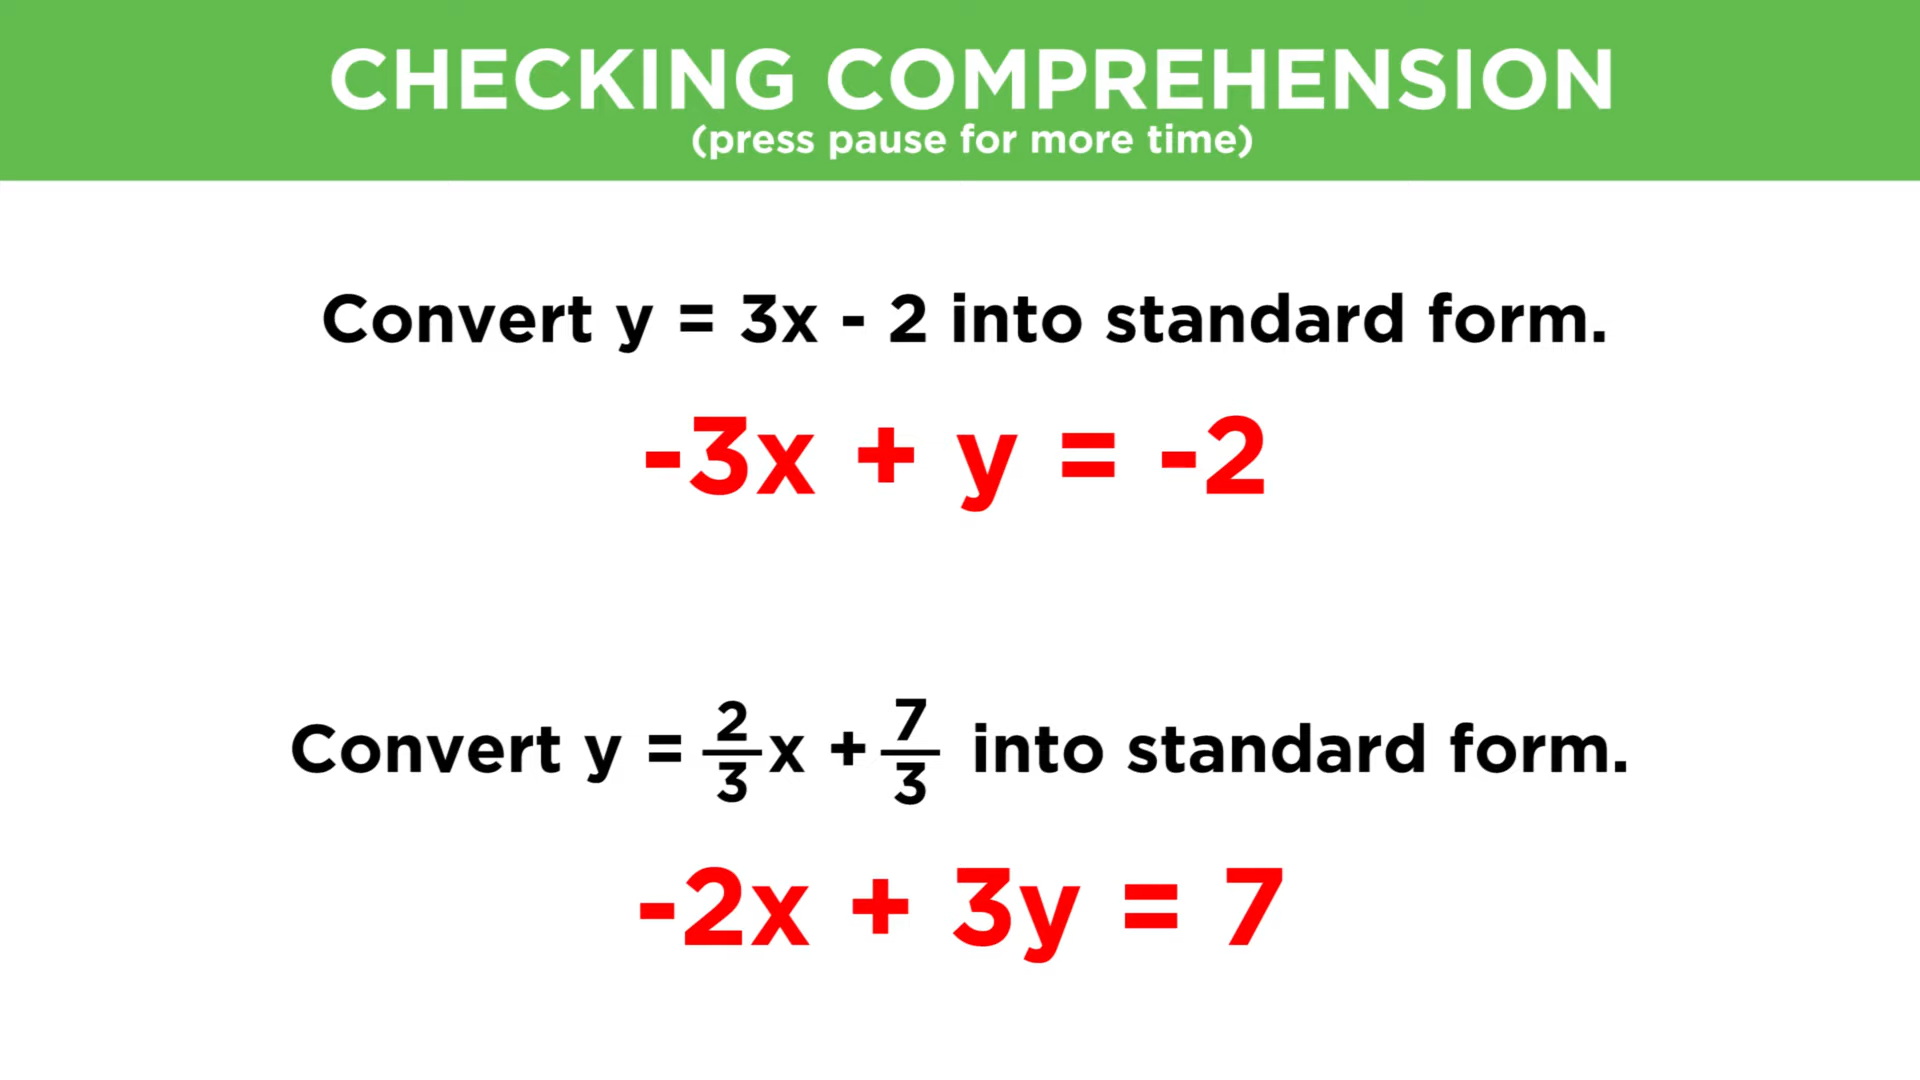 CHECKING COMPREHENSION
(press pause for more time)
Convert y = 3x - 2 into standard form.
-3x + y = -2
Convert y = 2/3x + 7/3 into standard form.
-2x + 3y = 7